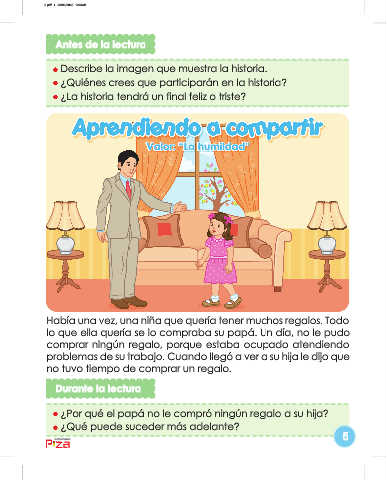 Antes de la lectura
• Describe la imagen que muestra la historia.
• ¿Quiénes crees que participarán en la historia?
• ¿La historia tendrá un final feliz o triste?
Aprendiendo a compartir
Valor: "La humildad"
Había una vez, una niña que quería tener muchos regalos. Todo
lo que ella quería se lo compraba su papá. Un día, no le pudo
comprar ningún regalo, porque estaba ocupado atendiendo
problemas de su trabajo. Cuando llegó a ver a su hija le dijo que
no tuvo tiempo de comprar un regalo.
Durante la lectura
• ¿Por qué el papá no le compró ningún regalo a su hija?
• ¿Qué puede suceder más adelante?